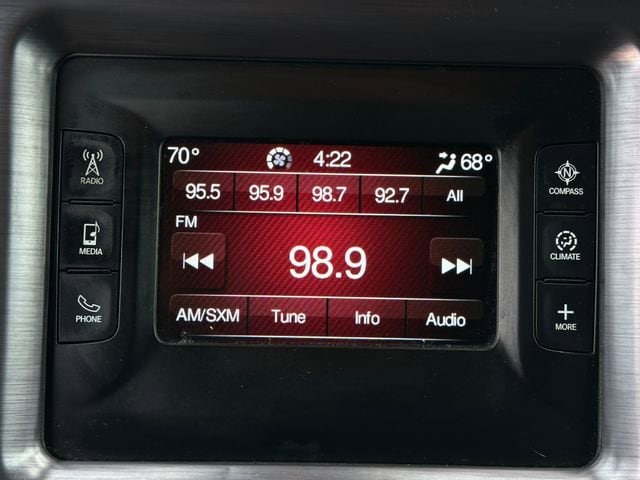 70° 4:22 68°
95.5 95.9 98.7 92.7 All
FM
98.9
AM/SXM Tune Info Audio
RADIO
MEDIA
PHONE
COMPASS
CLIMATE
MORE